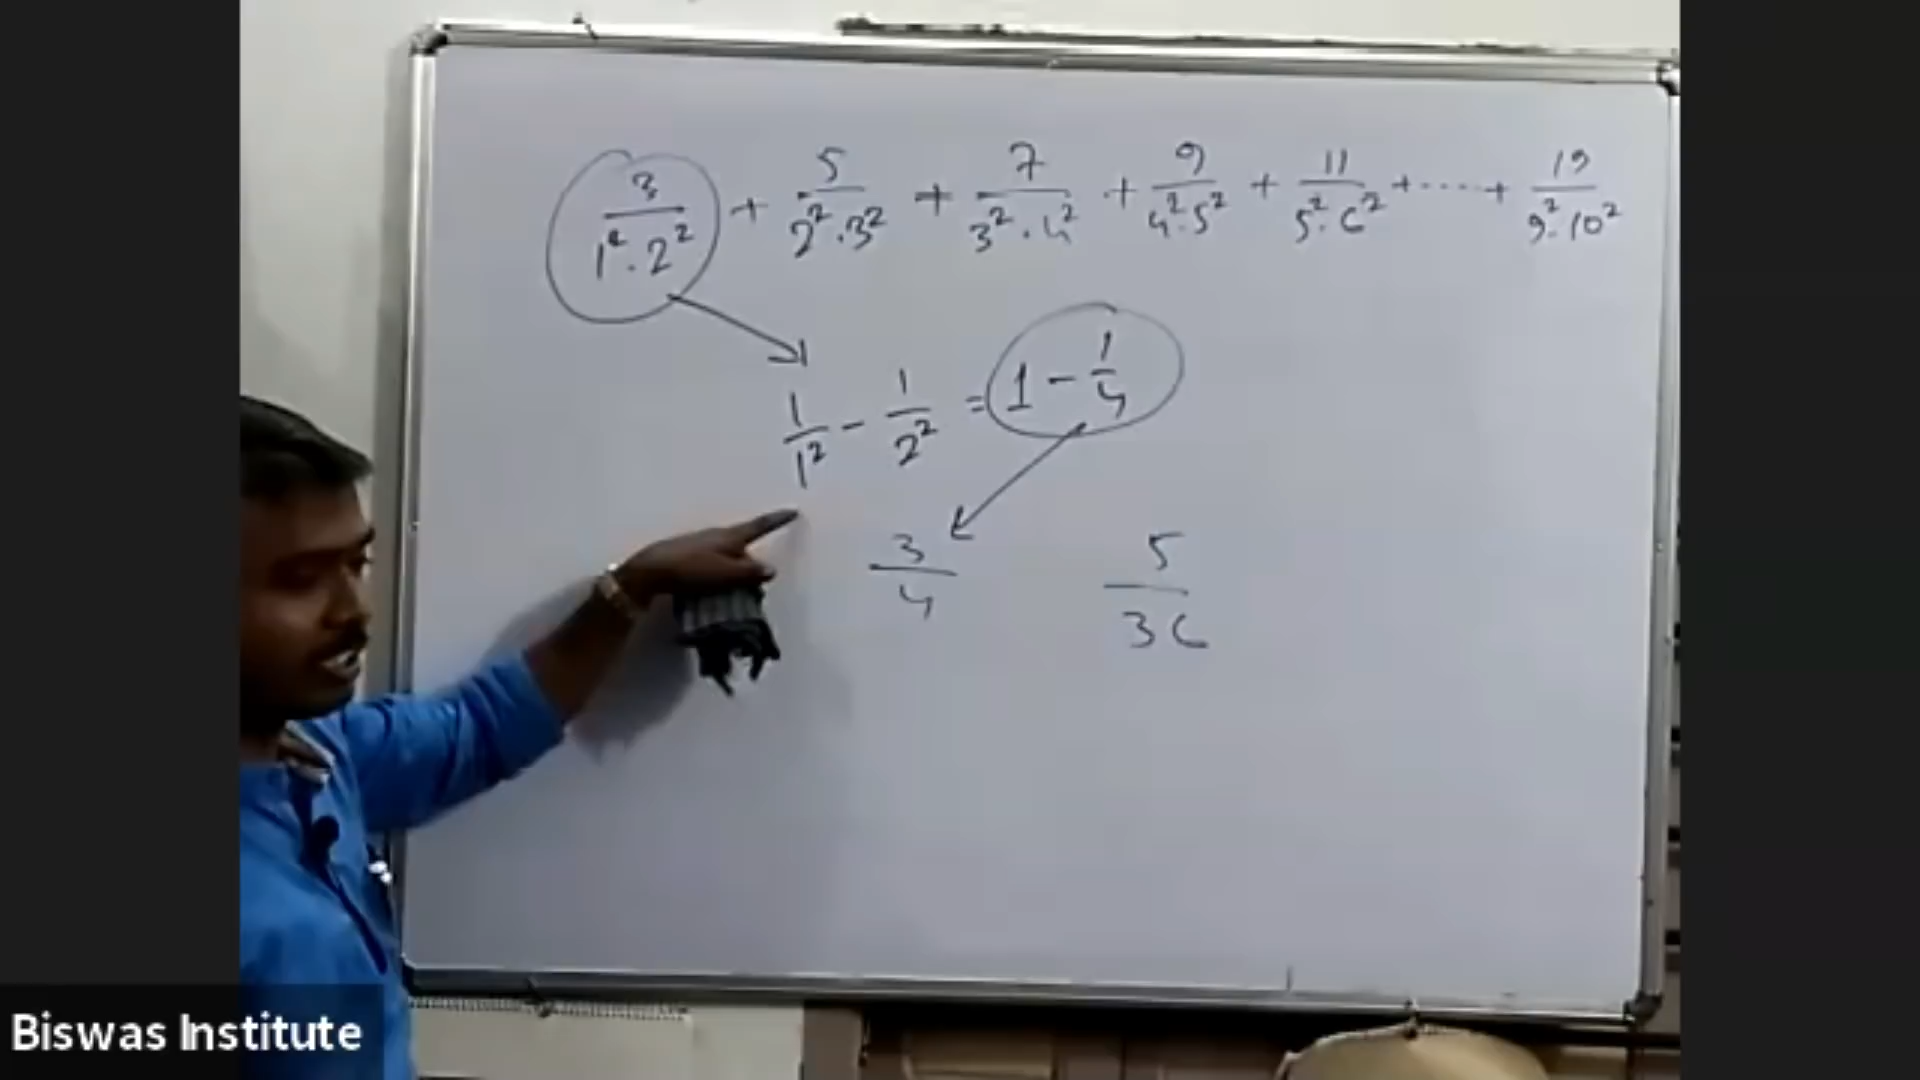 3/1².2² + 5/2².3² + 7/3².4² + 9/4².5² + 11/5².6² + ..... + 19/9².10²
1/1² - 1/2² = 1 - 1/4
3/4 5/36
Biswas Institute